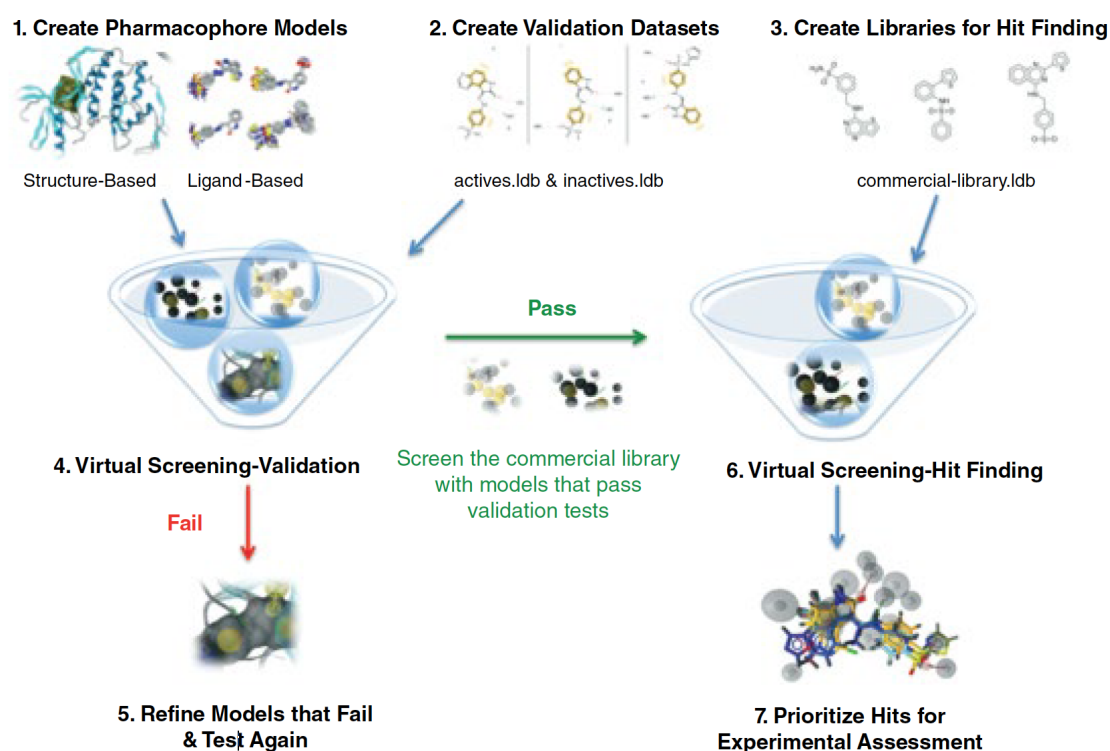 1. Create Pharmacophore Models
2. Create Validation Datasets
3. Create Libraries for Hit Finding
Structure-Based
Ligand-Based
actives.ldb & inactives.ldb
commercial-library.ldb
Pass
4. Virtual Screening-Validation
Screen the commercial library
with models that pass
validation tests
6. Virtual Screening-Hit Finding
Fail
5. Refine Models that Fail
& Test Again
7. Prioritize Hits for
Experimental Assessment